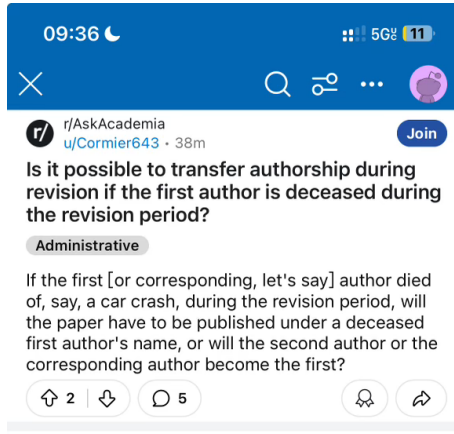 09:36
5GE 11
r/
r/AskAcademia
u/Cormier643 • 38m
Join
Is it possible to transfer authorship during
revision if the first author is deceased during
the revision period?
Administrative
If the first [or corresponding, let's say] author died
of, say, a car crash, during the revision period, will
the paper have to be published under a deceased
first author's name, or will the second author or the
corresponding author become the first?
2
5